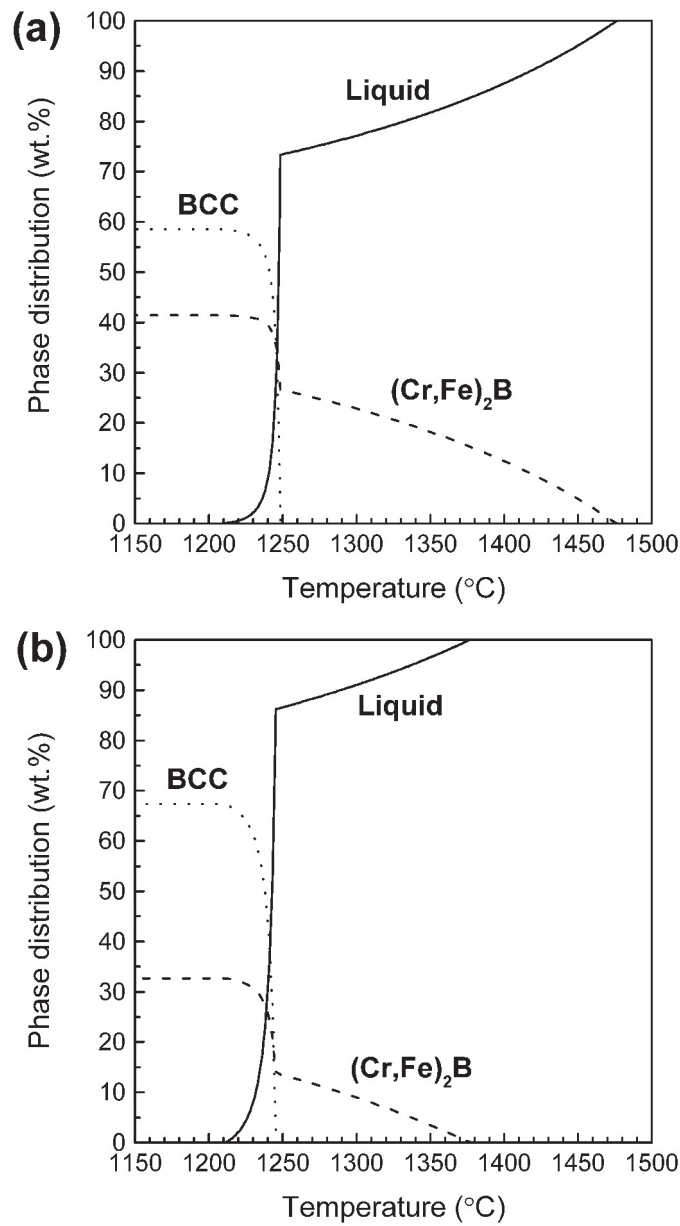 (a)
100
90
80
70
60
50
40
30
20
10
0
Phase distribution (wt.%)
Liquid
BCC
(Cr,Fe)₂B
1150 1200 1250 1300 1350 1400 1450 1500
Temperature (°C)
(b)
100
90
80
70
60
50
40
30
20
10
0
Phase distribution (wt.%)
Liquid
BCC
(Cr,Fe)₂B
1150 1200 1250 1300 1350 1400 1450 1500
Temperature (°C)